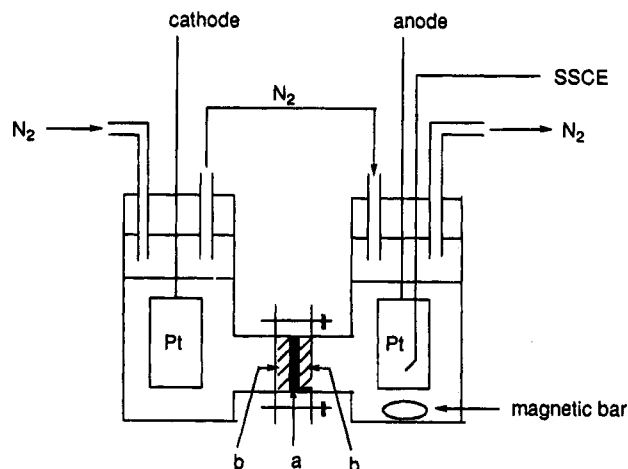 cathode
anode
SSCE
N₂
N₂
N₂
Pt
Pt
magnetic bar
b
a
b